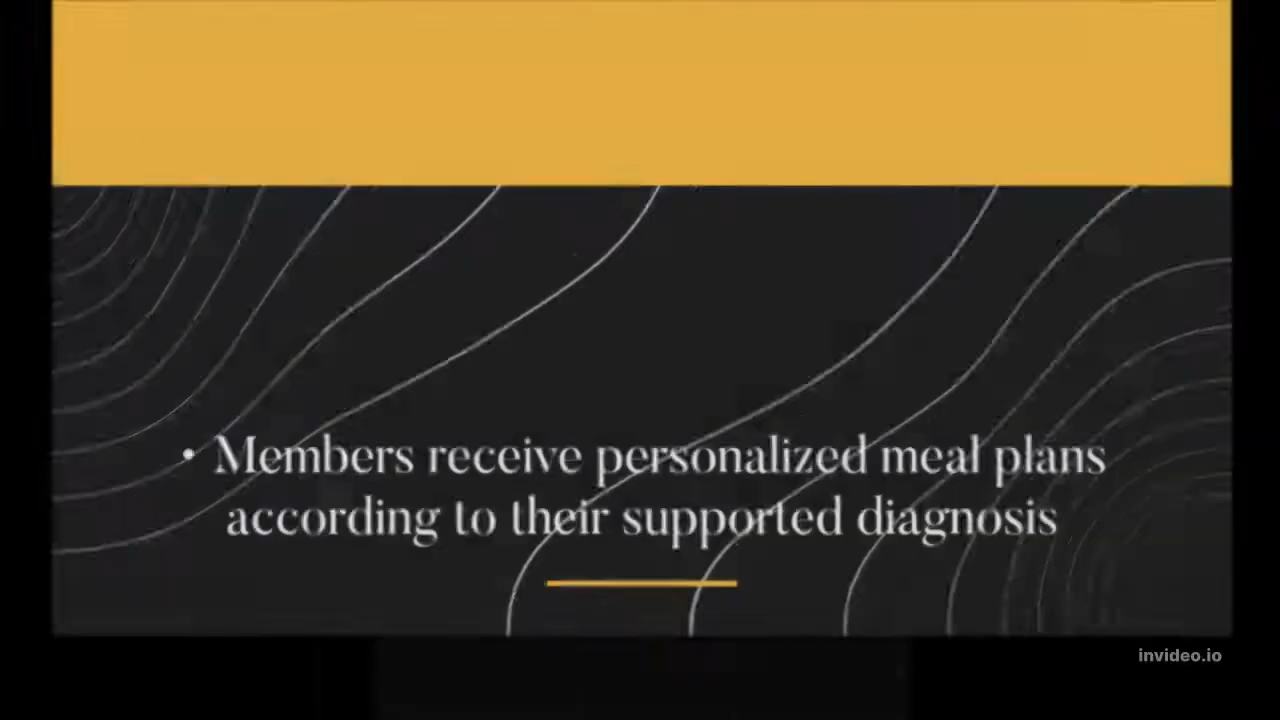 • Members receive personalized meal plans
according to their supported diagnosis
invideo.io